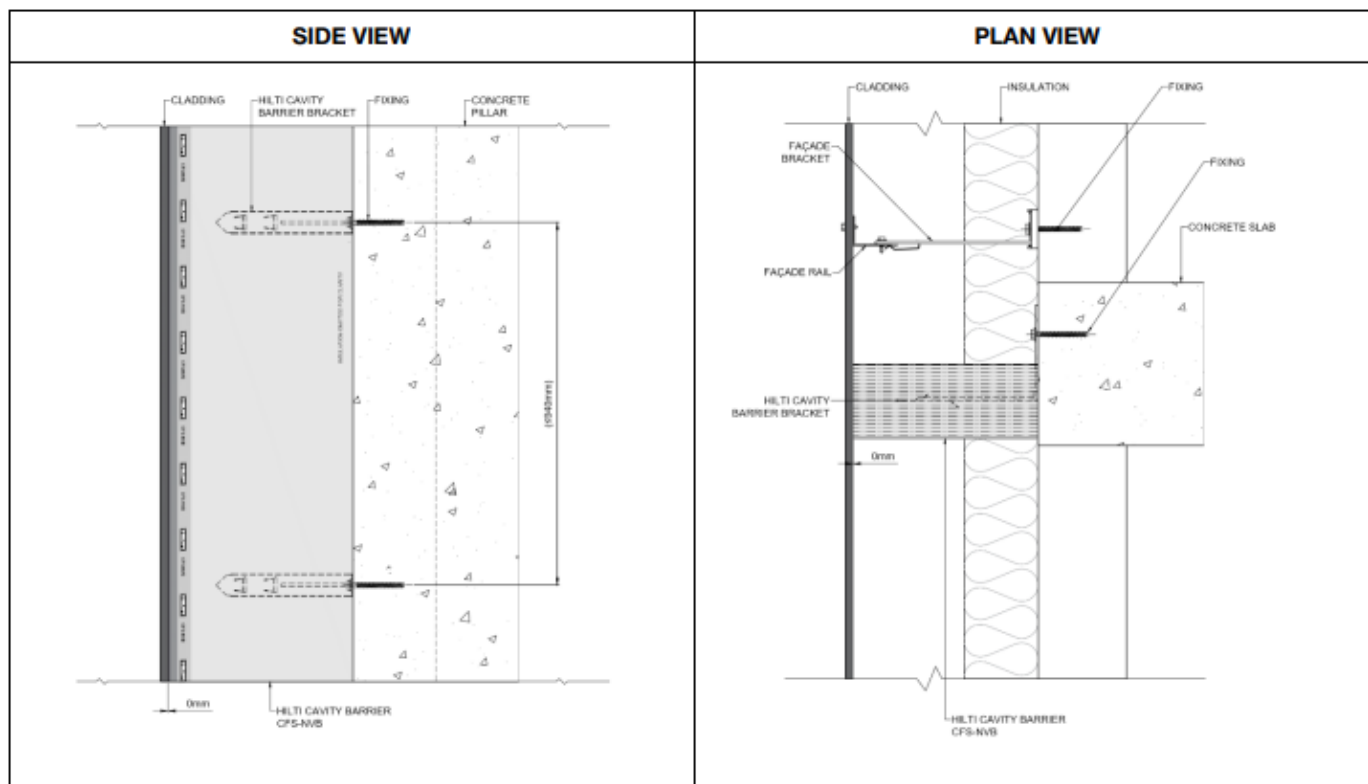 SIDE VIEW
PLAN VIEW
CLADDING
HILTI CAVITY
BARRIER BRACKET
FIXING
CONCRETE
PILLAR
0mm
HILTI CAVITY BARRIER
CFS-NVB
CLADDING
INSULATION
FIXING
FAÇADE
BRACKET
FIXING
CONCRETE SLAB
FAÇADE RAIL
HILTI CAVITY
BARRIER BRACKET
0mm
HILTI CAVITY BARRIER
CFS-NVB